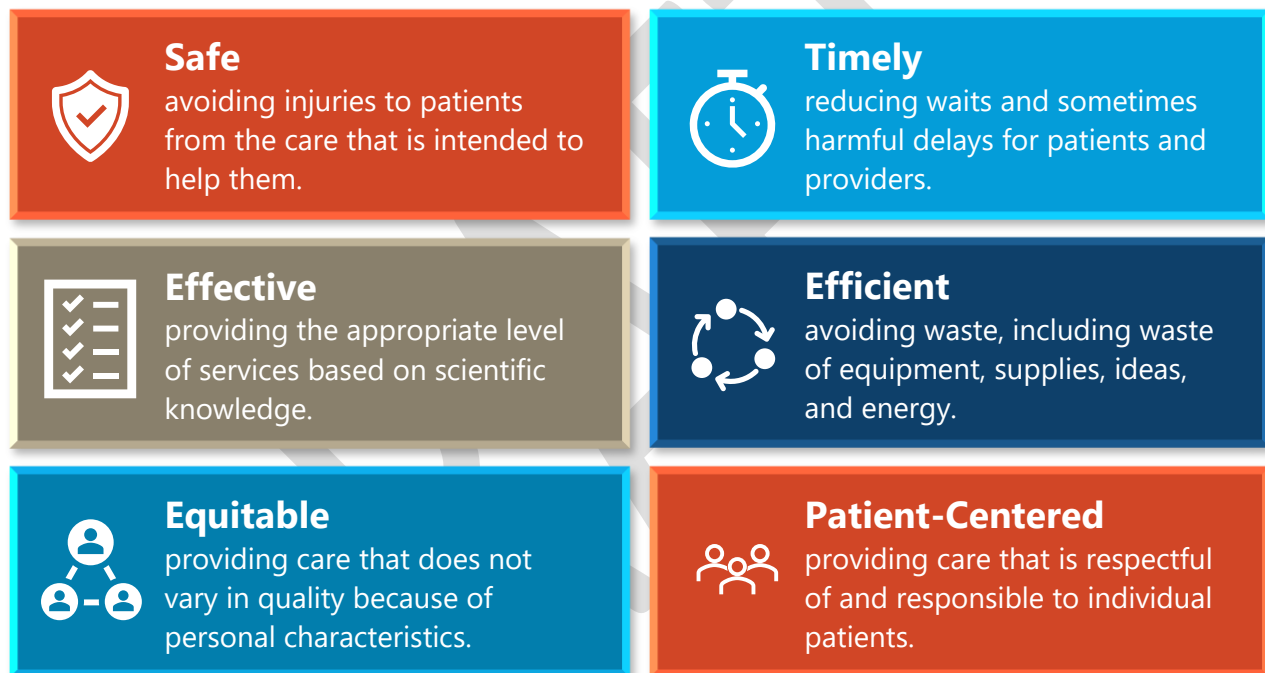 Safe
avoiding injuries to patients
from the care that is intended to
help them.
Timely
reducing waits and sometimes
harmful delays for patients and
providers.
Effective
providing the appropriate level
of services based on scientific
knowledge.
Efficient
avoiding waste, including waste
of equipment, supplies, ideas,
and energy.
Equitable
providing care that does not
vary in quality because of
personal characteristics.
Patient-Centered
providing care that is respectful
of and responsible to individual
patients.